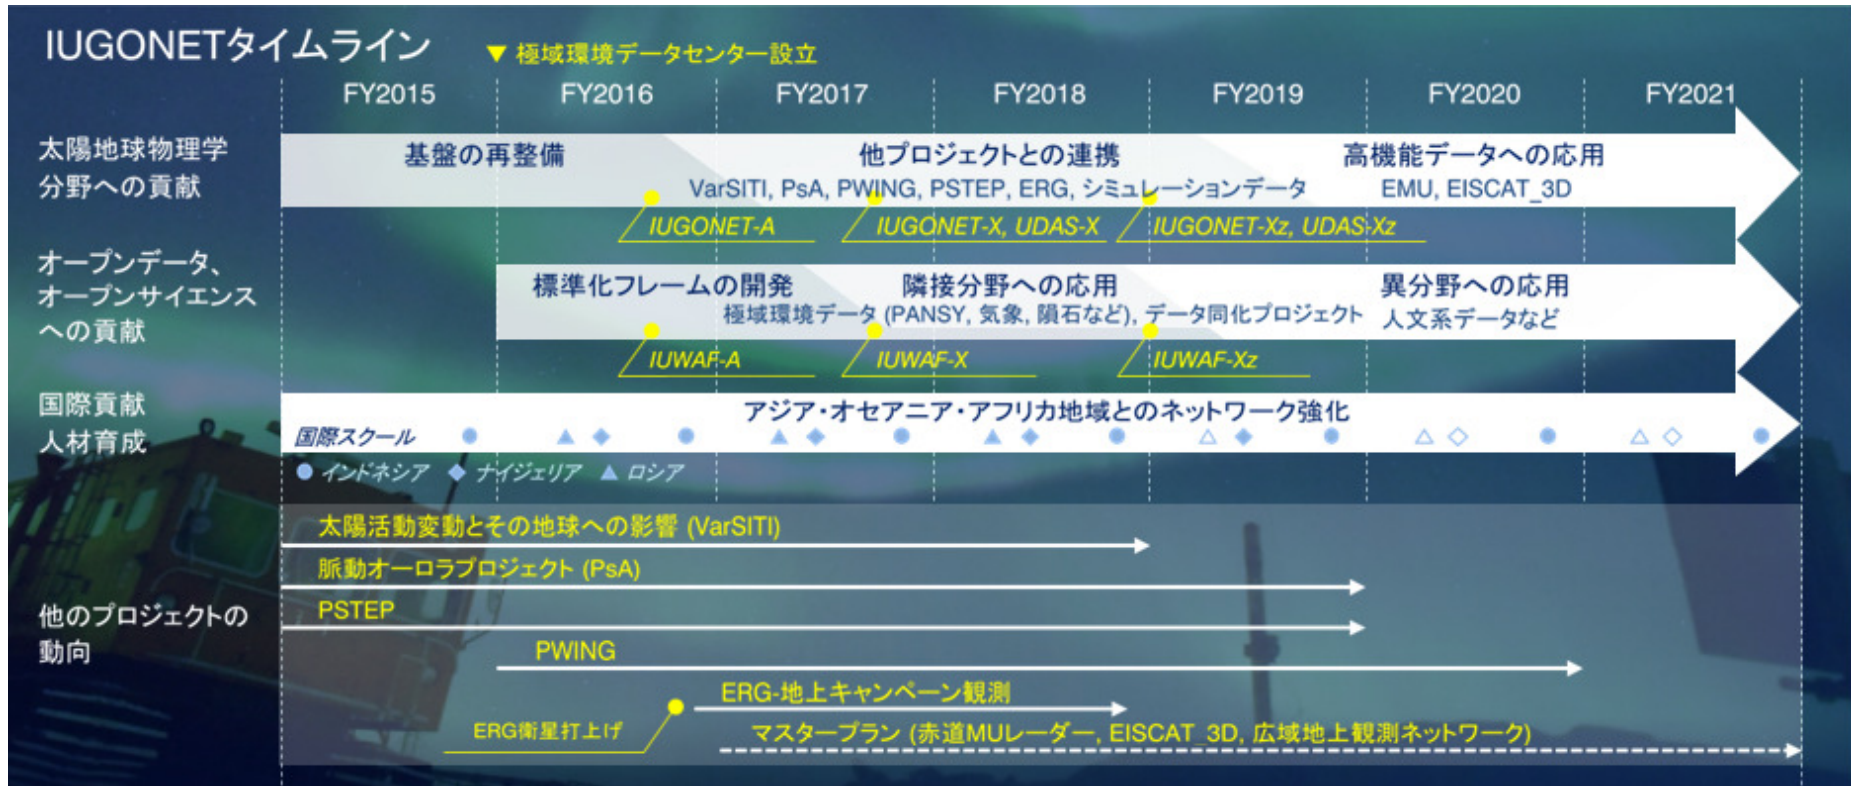 IUGONETタイムライン
▼ 極域環境データセンター設立
FY2015 FY2016 FY2017 FY2018 FY2019 FY2020 FY2021
太陽地球物理学
分野への貢献
基盤の再整備 他プロジェクトとの連携 高機能データへの応用
VarSITI, PsA, PWING, PSTEP, ERG, シミュレーションデータ EMU, EISCAT_3D
IUGONET-A IUGONET-X, UDAS-X IUGONET-Xz, UDAS-Xz
オープンデータ、
オープンサイエンス
への貢献
標準化フレームの開発 隣接分野への応用 異分野への応用
極域環境データ (PANSY, 気象, 隕石など), データ同化プロジェクト 人文系データなど
IUWAF-A IUWAF-X IUWAF-Xz
国際貢献
人材育成
アジア・オセアニア・アフリカ地域とのネットワーク強化
国際スクール
インドネシア ナイジェリア ロシア
他のプロジェクトの
動向
太陽活動変動とその地球への影響 (VarSITI)
脈動オーロラプロジェクト (PsA)
PSTEP
PWING
ERG-地上キャンペーン観測
ERG衛星打上げ
マスタープラン (赤道MUレーダー, EISCAT_3D, 広域地上観測ネットワーク)